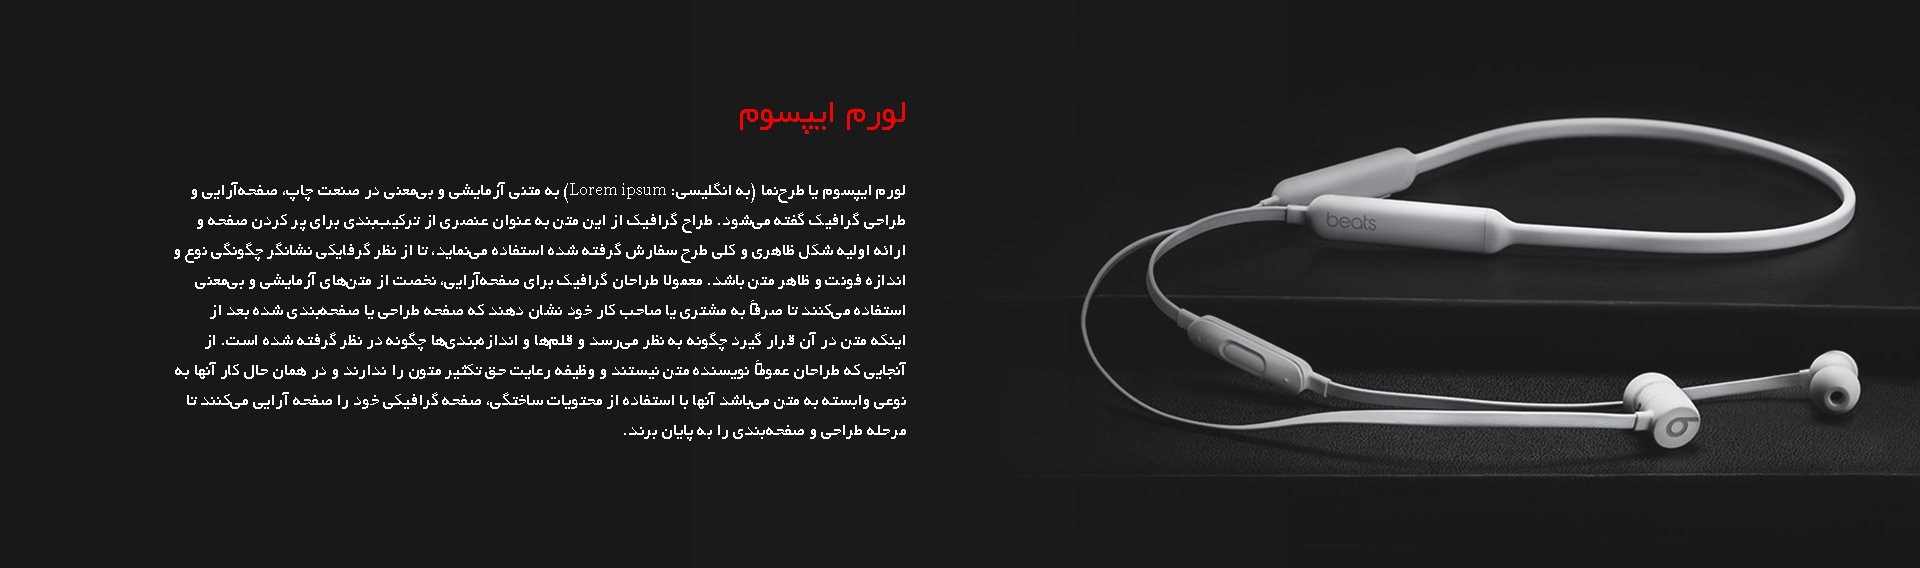 لورم ایپسوم
لورم ایپسوم یا طرح‌نما (به انگلیسی: Lorem ipsum) به متنی آزمایشی و بی‌معنی در صنعت چاپ، صفحه‌آرایی و
طراحی گرافیک گفته می‌شود. طراح گرافیک از این متن به عنوان عنصری از ترکیب‌بندی برای پر کردن صفحه و
ارائه اولیه شکل ظاهری و کلی طرح سفارش گرفته شده استفاده می‌نماید، تا از نظر گرفایکی نشانگر چگونگی نوع و
اندازه فونت و ظاهر متن باشد. معمولا طراحان گرافیک برای صفحه‌آرایی، نخصت از متن‌های آزمایشی و بی‌معنی
استفاده می‌کنند تا صرفاً به مشتری یا صاحب کار خود نشان دهند که صفحه طراحی یا صفحه‌بندی شده بعد از
اینکه متن در آن قرار گیرد چگونه به نظر می‌رسد و قلم‌ها و اندازه‌بندی‌ها چگونه در نظر گرفته شده است. از
آنجایی که طراحان عموماً نویسنده متن نیستند و وظیفه رعایت حق تکثیر متون را ندارند و در همان حال کار آنها به
نوعی وابسته به متن می‌باشد آنها با استفاده از محتویات ساختگی، صفحه گرافیکی خود را صفحه آرایی می‌کنند تا
مرحله طراحی و صفحه‌بندی را به پایان برند.
beats